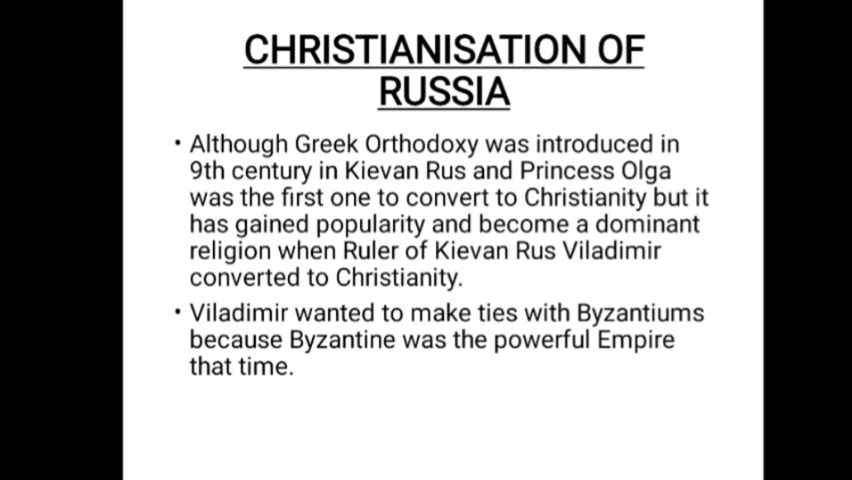 CHRISTIANISATION OF
RUSSIA
• Although Greek Orthodoxy was introduced in
9th century in Kievan Rus and Princess Olga
was the first one to convert to Christianity but it
has gained popularity and become a dominant
religion when Ruler of Kievan Rus Viladimir
converted to Christianity.
• Viladimir wanted to make ties with Byzantiums
because Byzantine was the powerful Empire
that time.